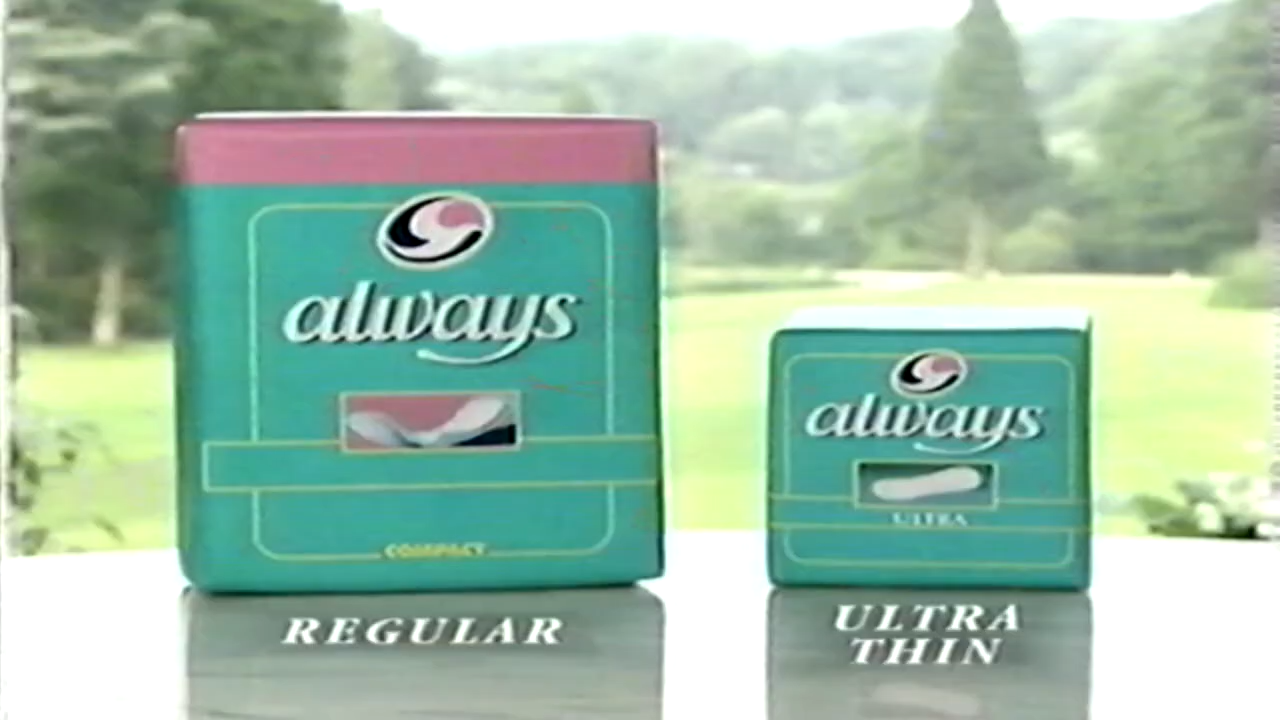 always
COMPACT
REGULAR
always
ULTRA
ULTRA
THIN